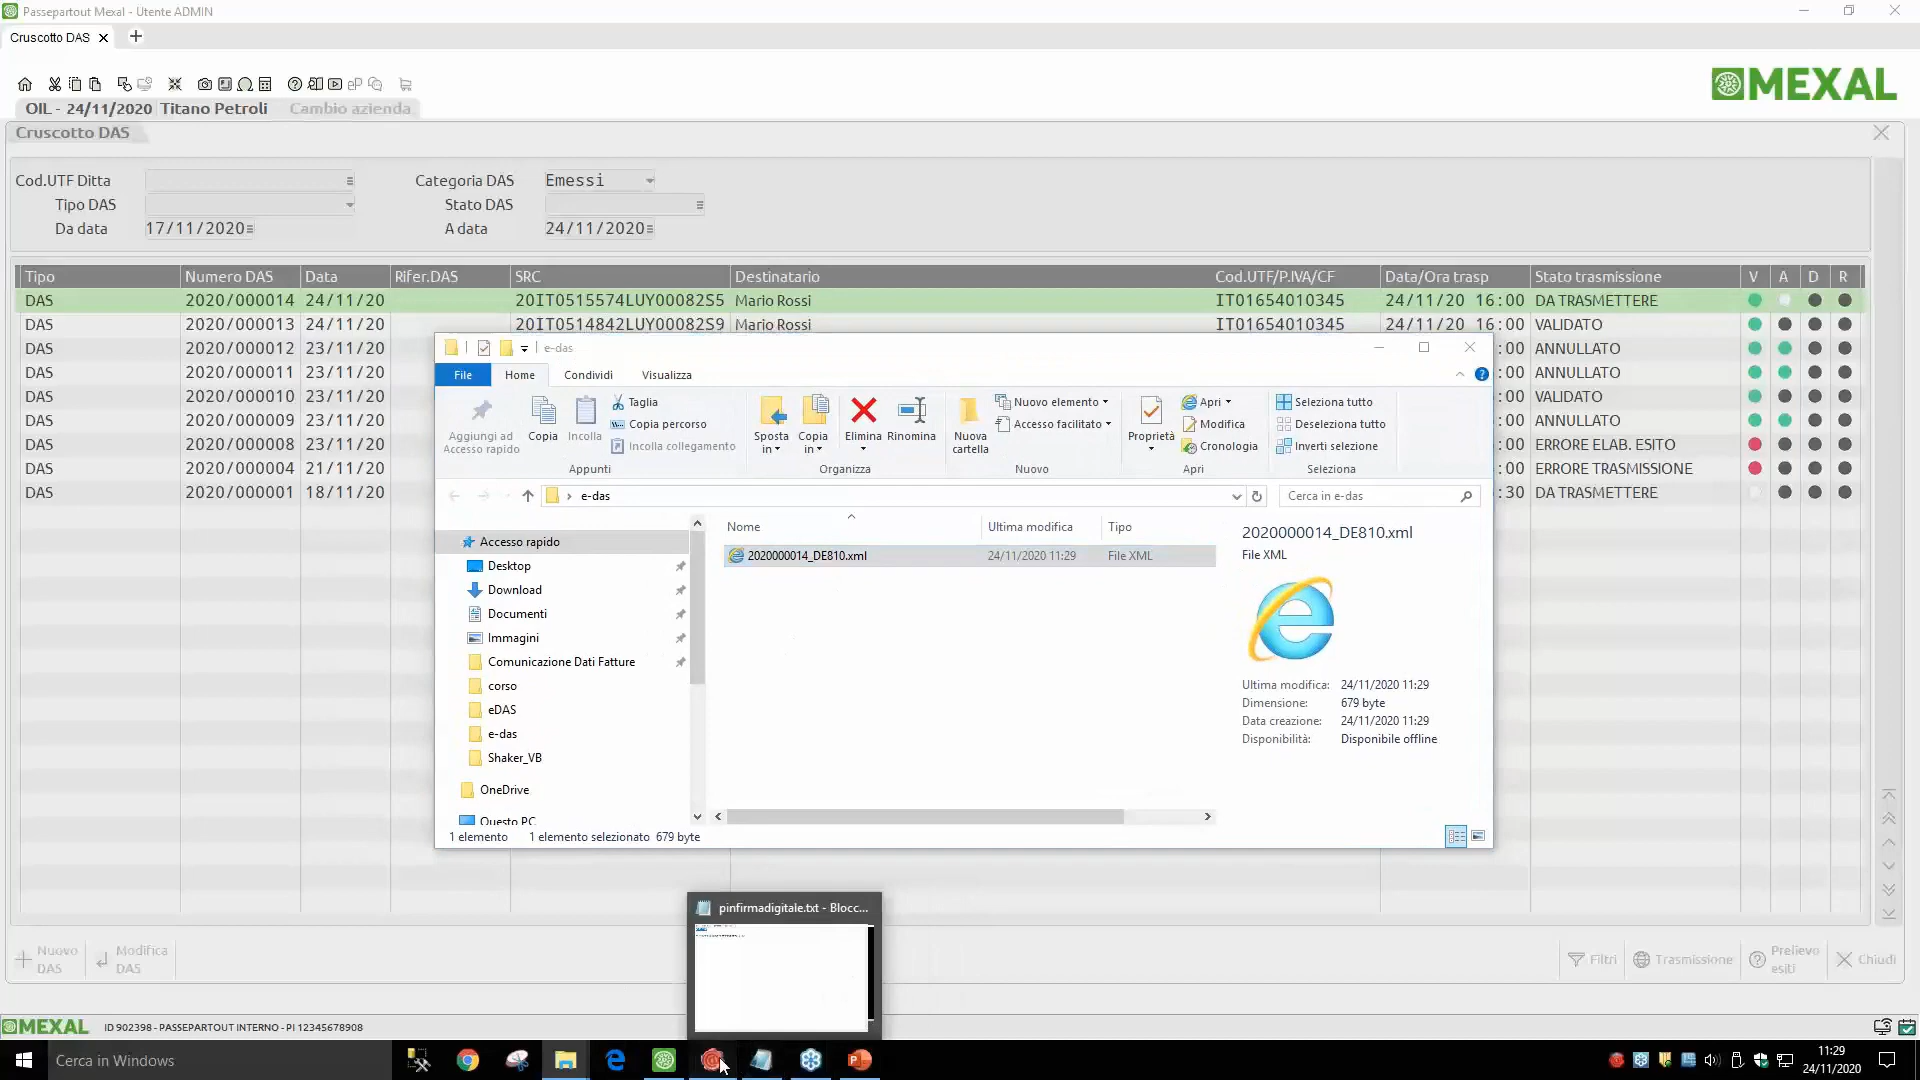 Passepartout Mexal - Utente ADMIN
Cruscotto DAS
MEXAL
OIL - 24/11/2020 Titano Petroli Cambio azienda
Cruscotto DAS
Cod.UTF Ditta Categoria DAS Emessi
Tipo DAS Stato DAS
Da data 17/11/2020 A data 24/11/2020
Tipo Numero DAS Data Rifer.DAS SRC Destinatario Cod.UTF/P.IVA/CF Data/Ora trasp Stato trasmissione V A D R
DAS 2020/000014 24/11/20 20IT0515574LUY00082S5 Mario Rossi IT01654010345 24/11/20 16:00 DA TRASMETTERE
DAS 2020/000013 24/11/20 20IT0514842LUY00082S9 Mario Rossi IT01654010345 24/11/20 16:00 VALIDATO
DAS 2020/000012 23/11/20 :00 ANNULLATO
DAS 2020/000011 23/11/20 :00 ANNULLATO
DAS 2020/000010 23/11/20 :00 VALIDATO
DAS 2020/000009 23/11/20 :00 ANNULLATO
DAS 2020/000008 23/11/20 :00 ERRORE ELAB. ESITO
DAS 2020/000004 21/11/20 :00 ERRORE TRASMISSIONE
DAS 2020/000001 18/11/20 :30 DA TRASMETTERE
e-das
File Home Condividi Visualizza
Aggiungi ad Accesso rapido
Copia
Incolla
Taglia
Copia percorso
Incolla collegamento
Appunti
Sposta in
Copia in
Elimina
Rinomina
Organizza
Nuova cartella
Nuovo elemento
Accesso facilitato
Nuovo
Proprietà
Apri
Modifica
Cronologia
Apri
Seleziona tutto
Deseleziona tutto
Inverti selezione
Seleziona
e-das
Cerca in e-das
Accesso rapido
Desktop
Download
Documenti
Immagini
Comunicazione Dati Fatture
corso
eDAS
e-das
Shaker_VB
OneDrive
Questo PC
Nome Ultima modifica Tipo
2020000014_DE810.xml 24/11/2020 11:29 File XML
2020000014_DE810.xml
File XML
Ultima modifica: 24/11/2020 11:29
Dimensione: 679 byte
Data creazione: 24/11/2020 11:29
Disponibilità: Disponibile offline
1 elemento 1 elemento selezionato 679 byte
pinfirmadigitale.txt - Blocc...
Nuovo DAS
Modifica DAS
Filtri
Trasmissione
Prelievo esiti
Chiudi
MEXAL ID 902398 - PASSEPARTOUT INTERNO - PI 12345678908
Cerca in Windows
11:29
24/11/2020